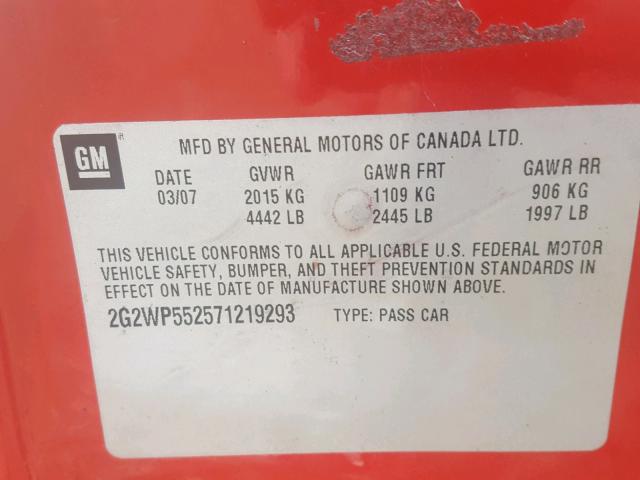 GM
MFD BY GENERAL MOTORS OF CANADA LTD.
DATE GVWR GAWR FRT GAWR RR
03/07 2015 KG 1109 KG 906 KG
4442 LB 2445 LB 1997 LB
THIS VEHICLE CONFORMS TO ALL APPLICABLE U.S. FEDERAL MOTOR
VEHICLE SAFETY, BUMPER, AND THEFT PREVENTION STANDARDS IN
EFFECT ON THE DATE OF MANUFACTURE SHOWN ABOVE.
2G2WP552571219293 TYPE: PASS CAR